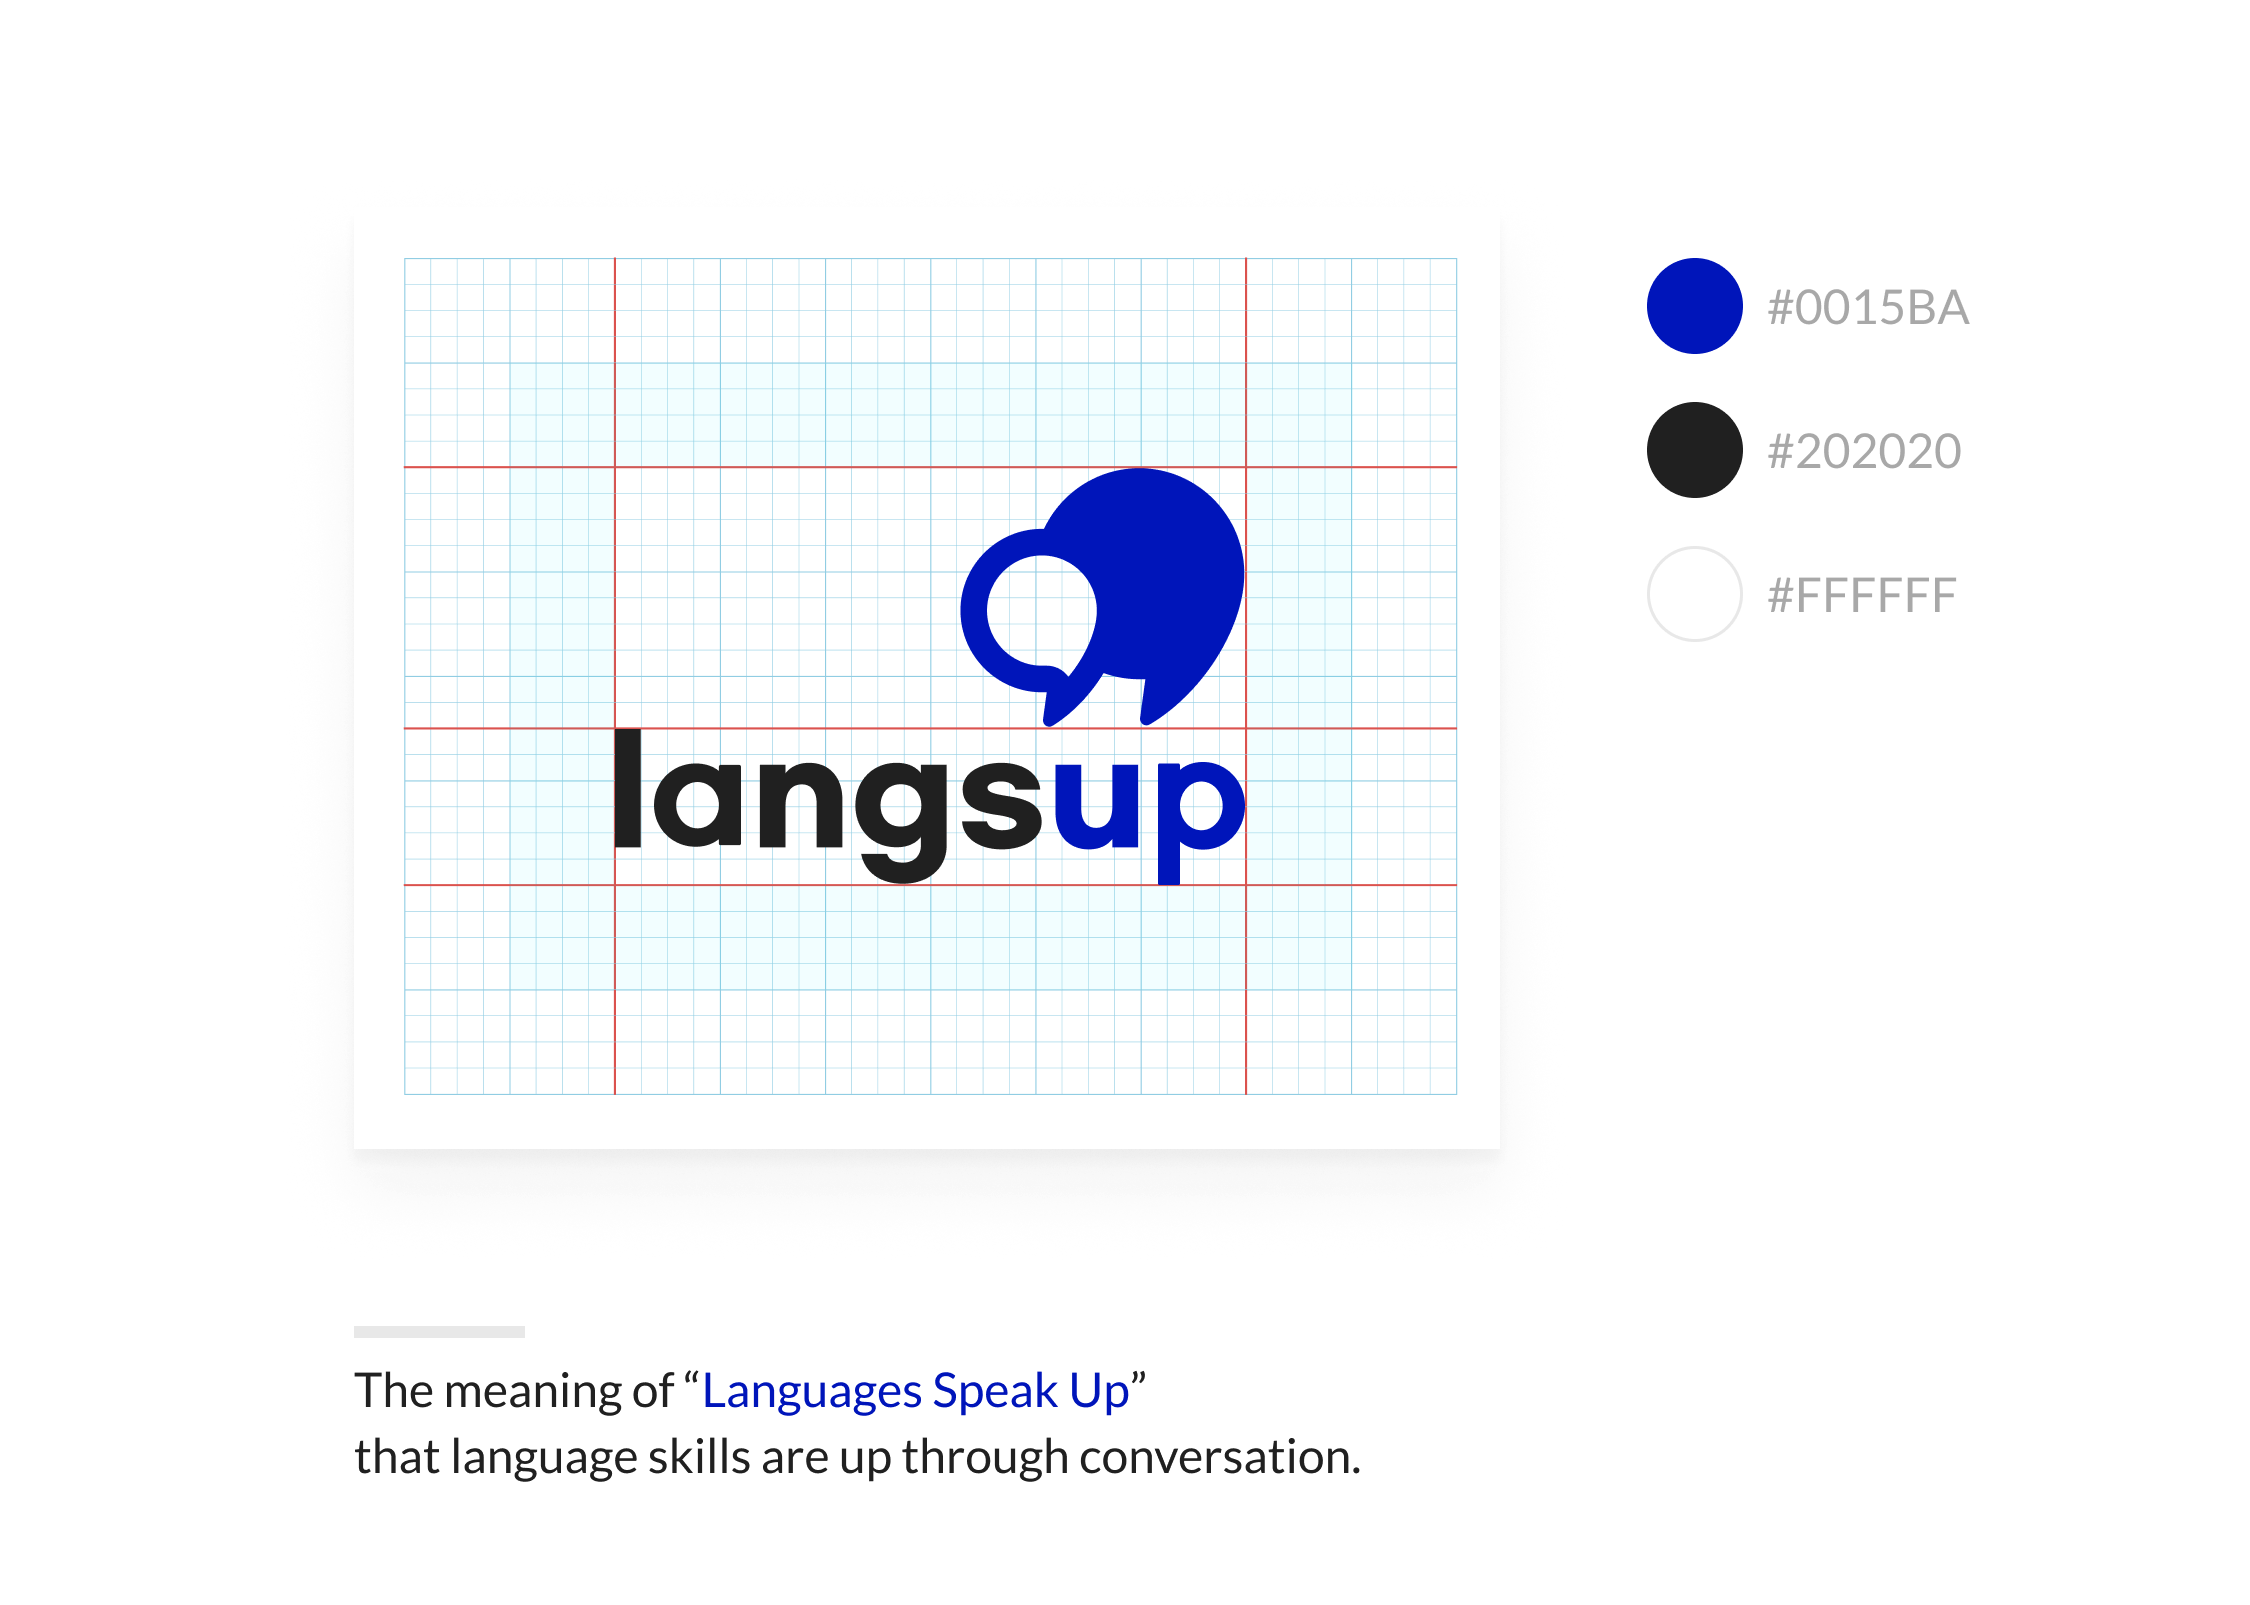 langsup
#0015BA
#202020
#FFFFFF
The meaning of “Languages Speak Up”
that language skills are up through conversation.